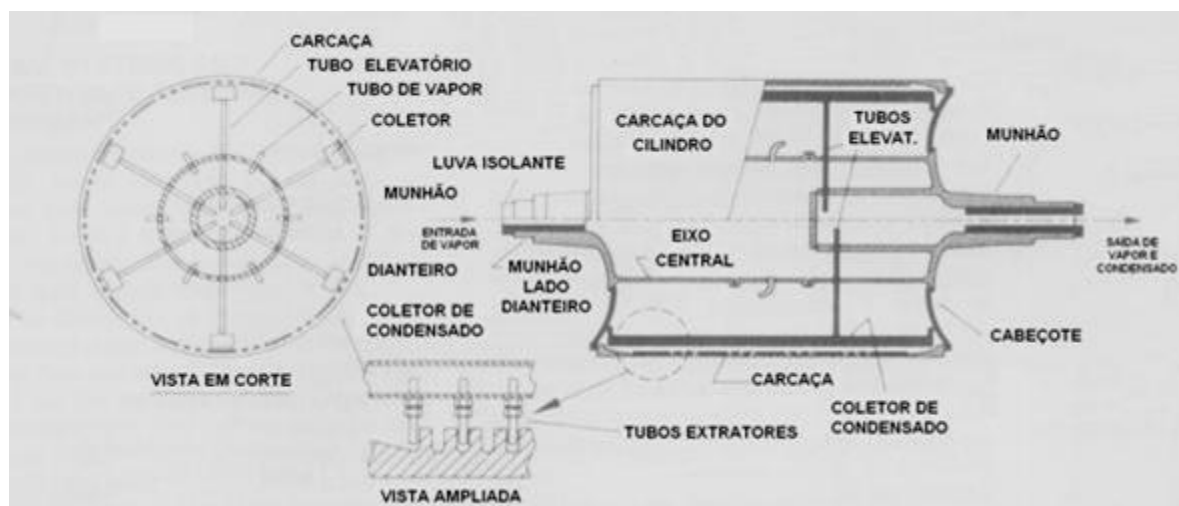 CARCAÇA
TUBO ELEVATÓRIO
TUBO DE VAPOR
COLETOR
LUVA ISOLANTE
MUNHÃO
ENTRADA
DE VAPOR
DIANTEIRO
MUNHÃO
LADO
DIANTEIRO
COLETOR DE
CONDENSADO
VISTA EM CORTE
CARCAÇA DO
CILINDRO
TUBOS
ELEVAT.
MUNHÃO
EIXO
CENTRAL
SAÍDA DE
VAPOR E
CONDENSADO
CABEÇOTE
CARCAÇA
COLETOR DE
CONDENSADO
TUBOS EXTRATORES
VISTA AMPLIADA